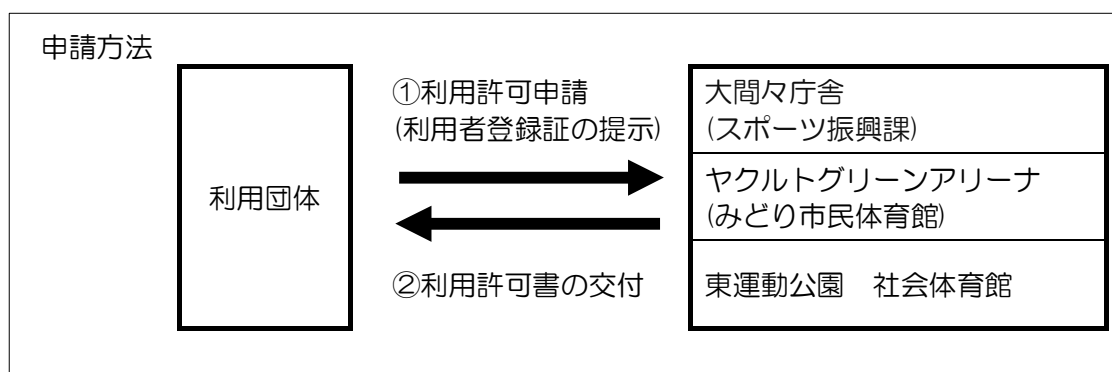 申請方法
利用団体
①利用許可申請
(利用者登録証の提示)
②利用許可書の交付
大間々庁舎
(スポーツ振興課)
ヤクルトグリーンアリーナ
(みどり市民体育館)
東運動公園　社会体育館